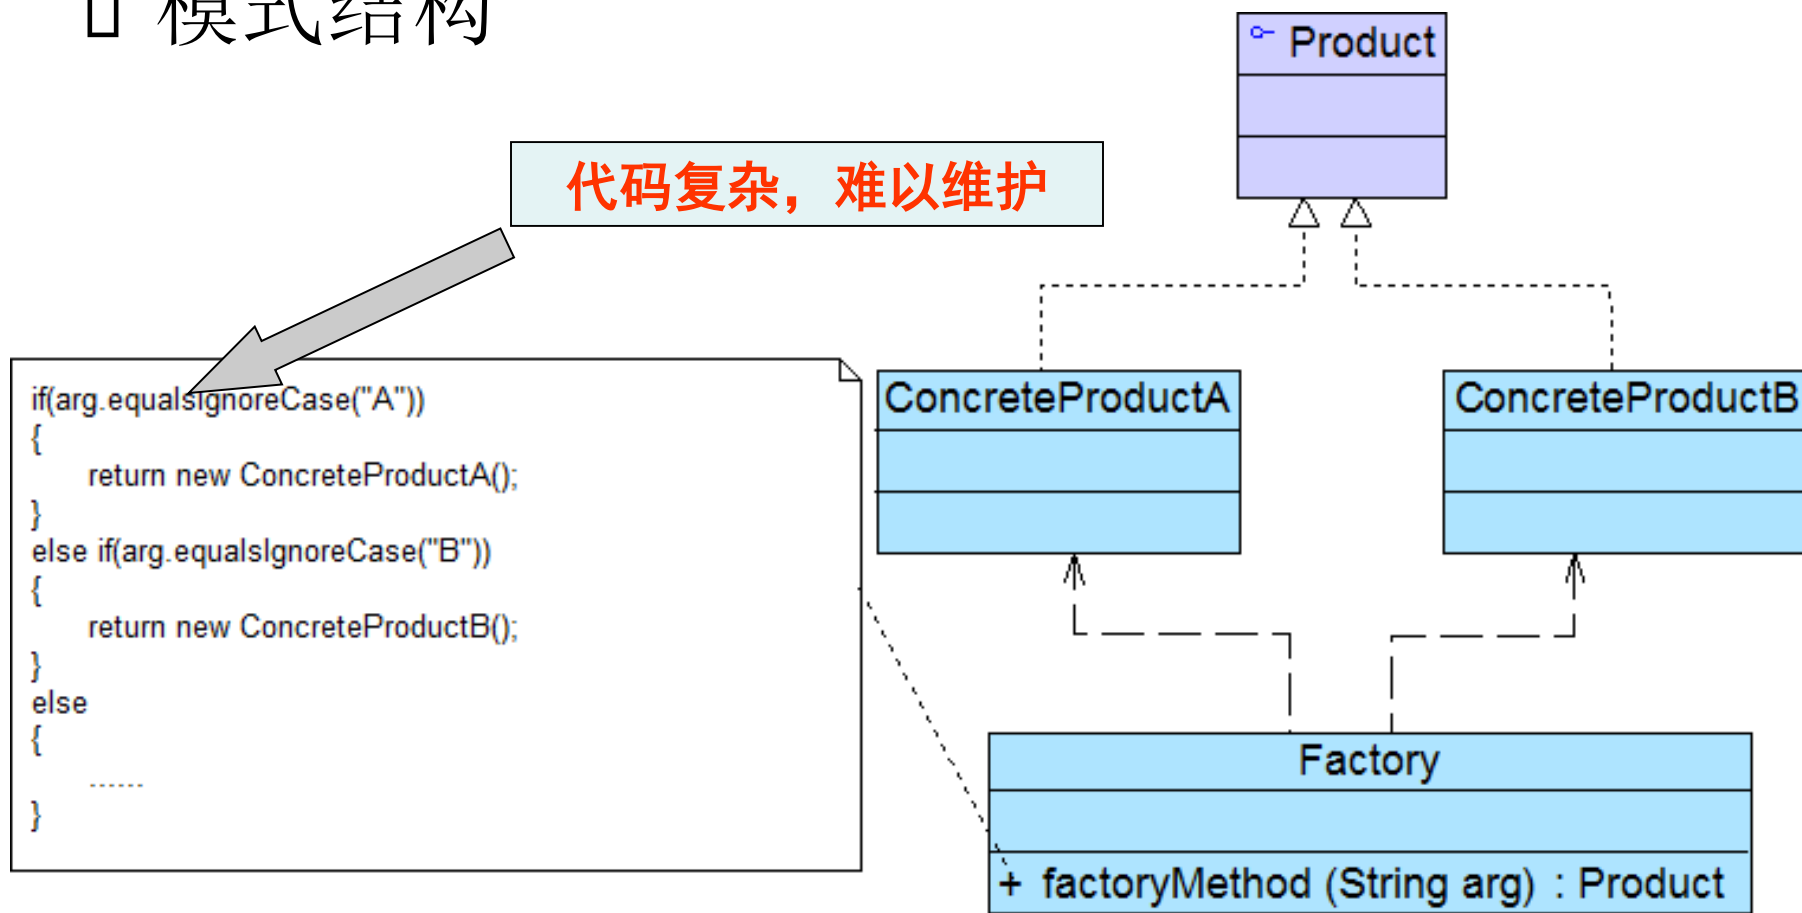 模式结构
Product
代码复杂，难以维护
if(arg.equalsIgnoreCase("A"))
{
return new ConcreteProductA();
}
else if(arg.equalsIgnoreCase("B"))
{
return new ConcreteProductB();
}
else
{
......
}
ConcreteProductA
ConcreteProductB
Factory
+ factoryMethod (String arg) : Product